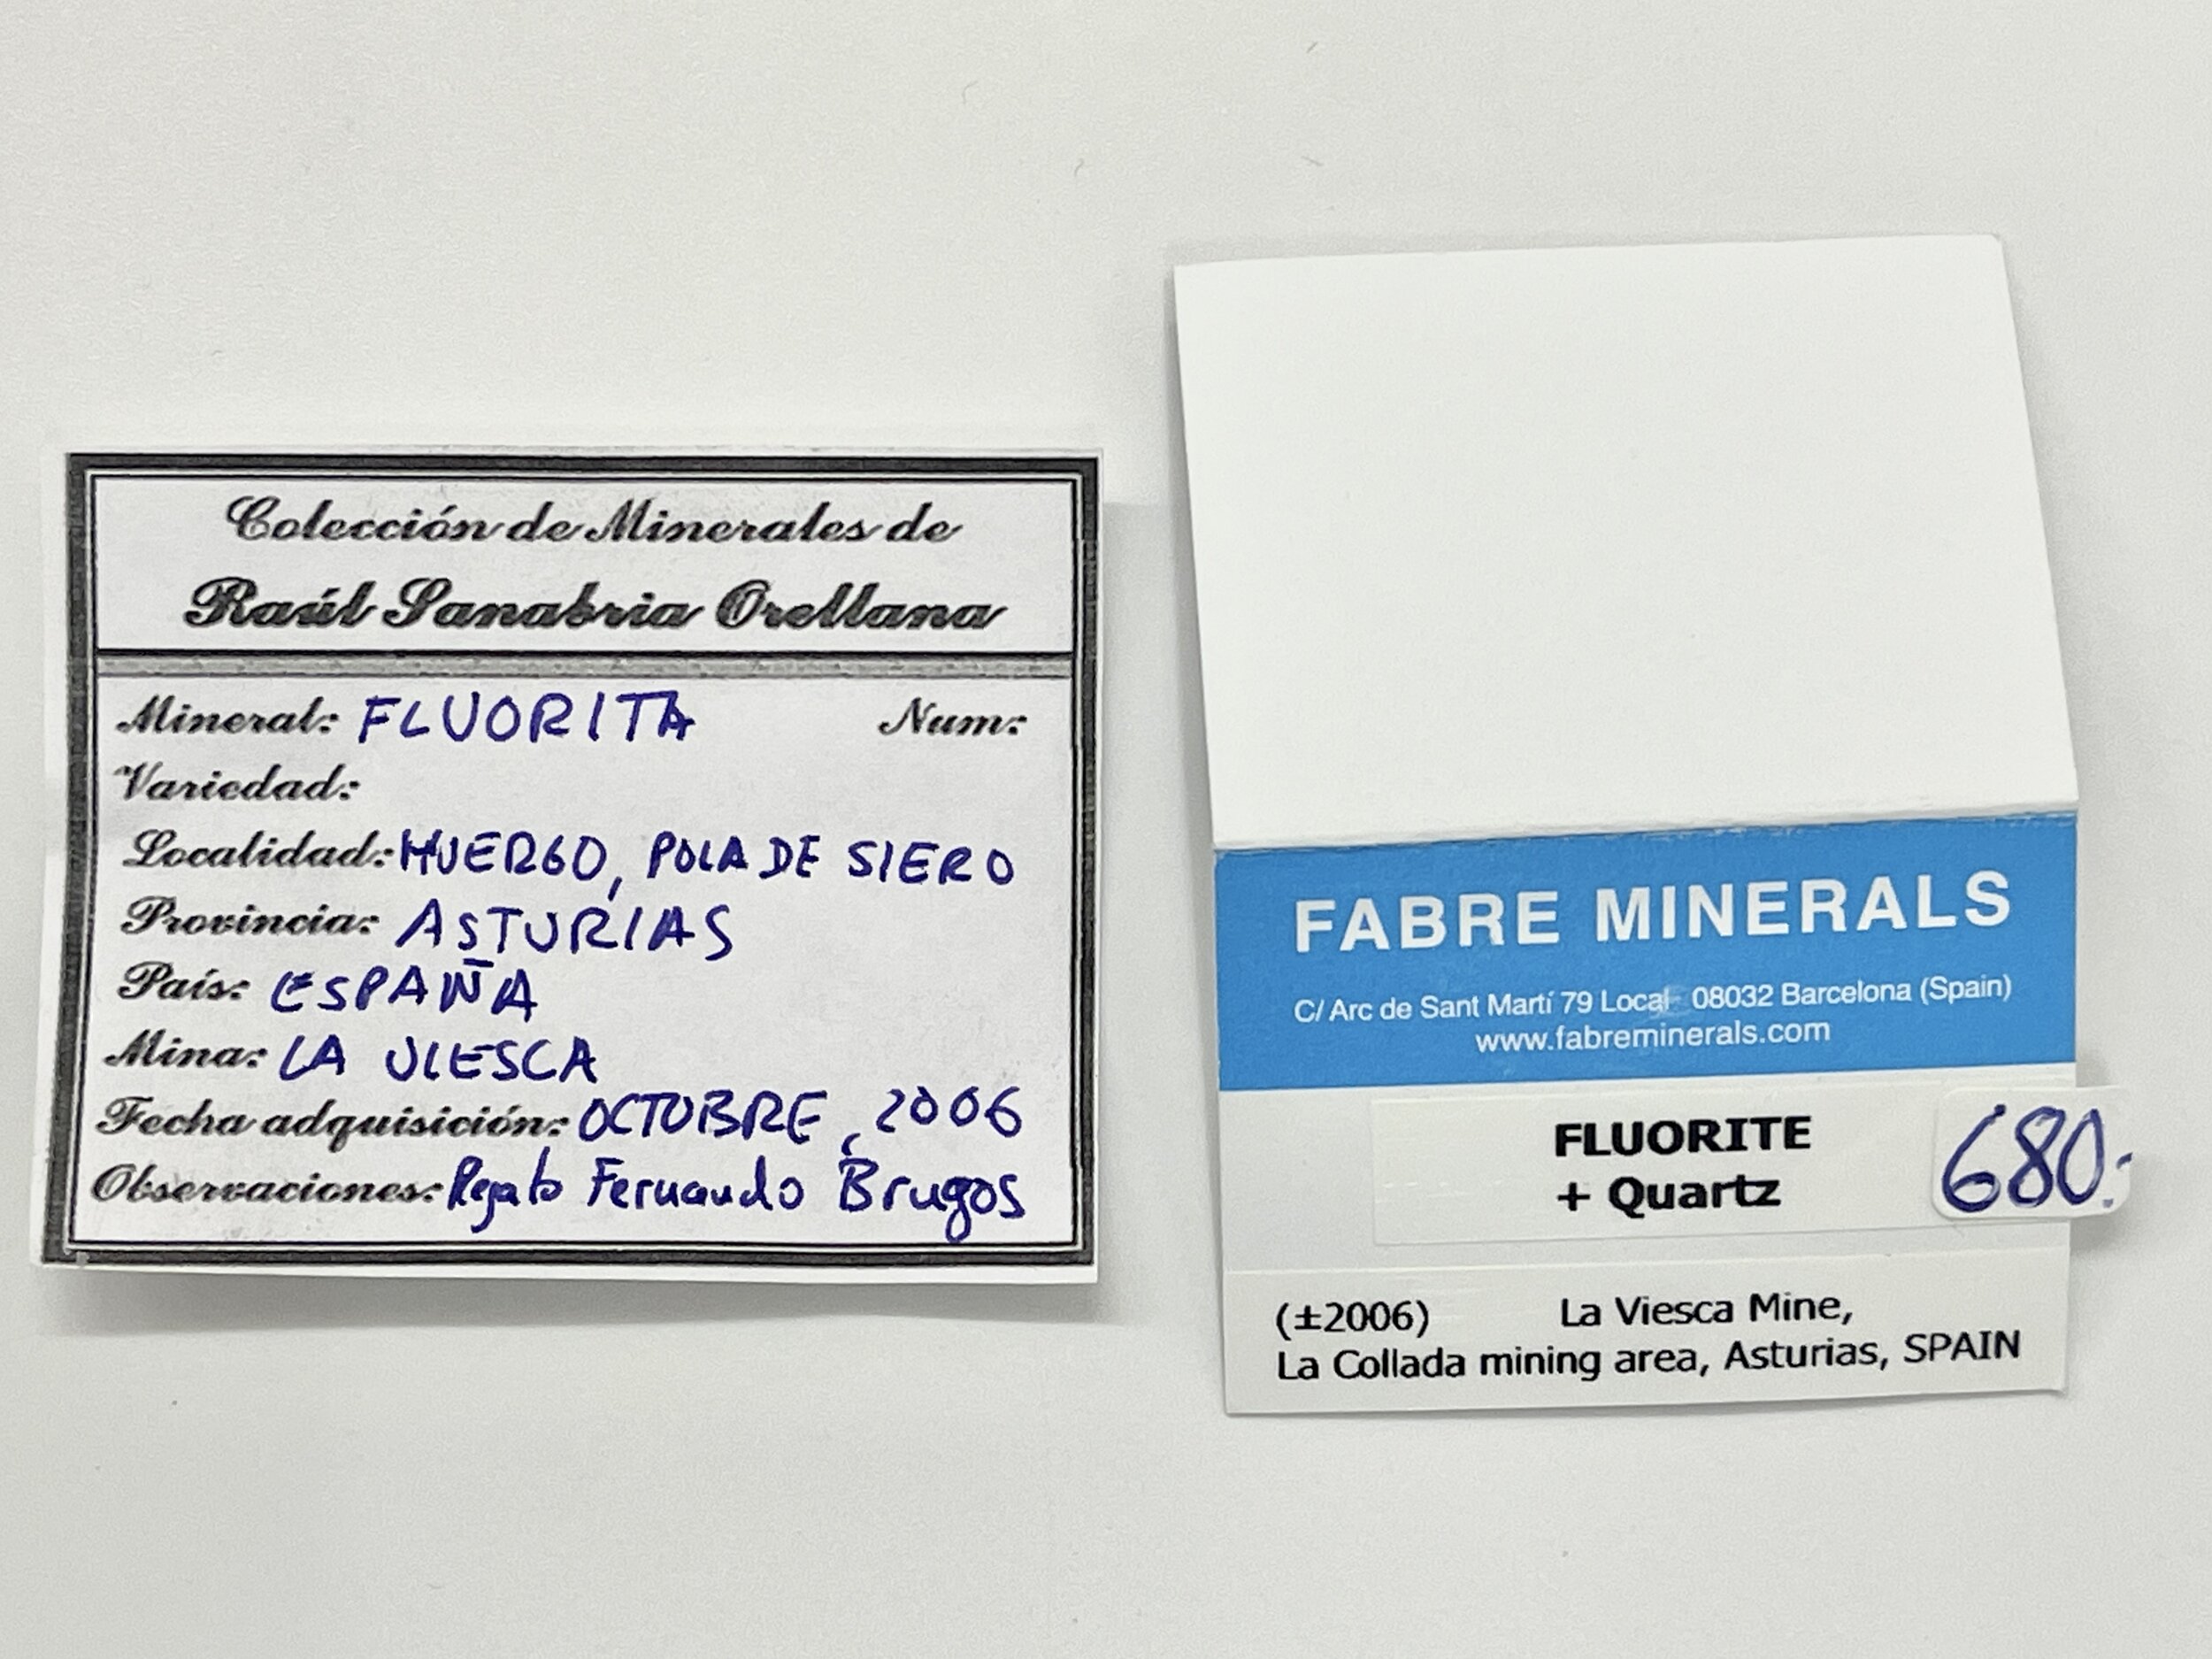 Colección de Minerales de
Raúl Sanabria Orellana
Mineral: FLUORITA Num:
Variedad:
Localidad: HUERGO, POLA DE SIERO
Provincia: ASTURIAS
País: ESPAÑA
Mina: LA VIESCA
Fecha adquisición: OCTUBRE, 2006
Observaciones: Regalo Fernando Brugos
FABRE MINERALS
C/ Arc de Sant Martí 79 Local 08032 Barcelona (Spain)
www.fabreminerals.com
FLUORITE
+ Quartz
680.-
(±2006) La Viesca Mine,
La Collada mining area, Asturias, SPAIN